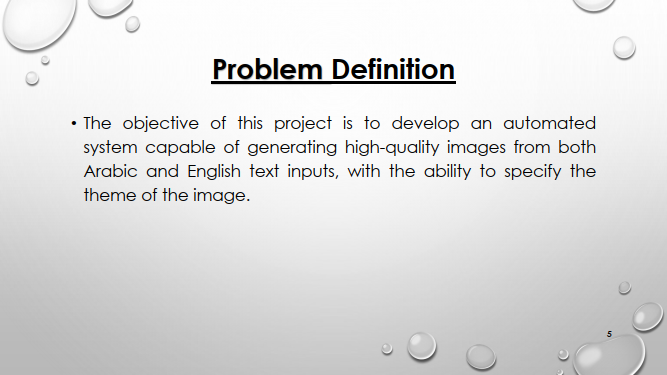 Problem Definition
• The objective of this project is to develop an automated
system capable of generating high-quality images from both
Arabic and English text inputs, with the ability to specify the
theme of the image.
5